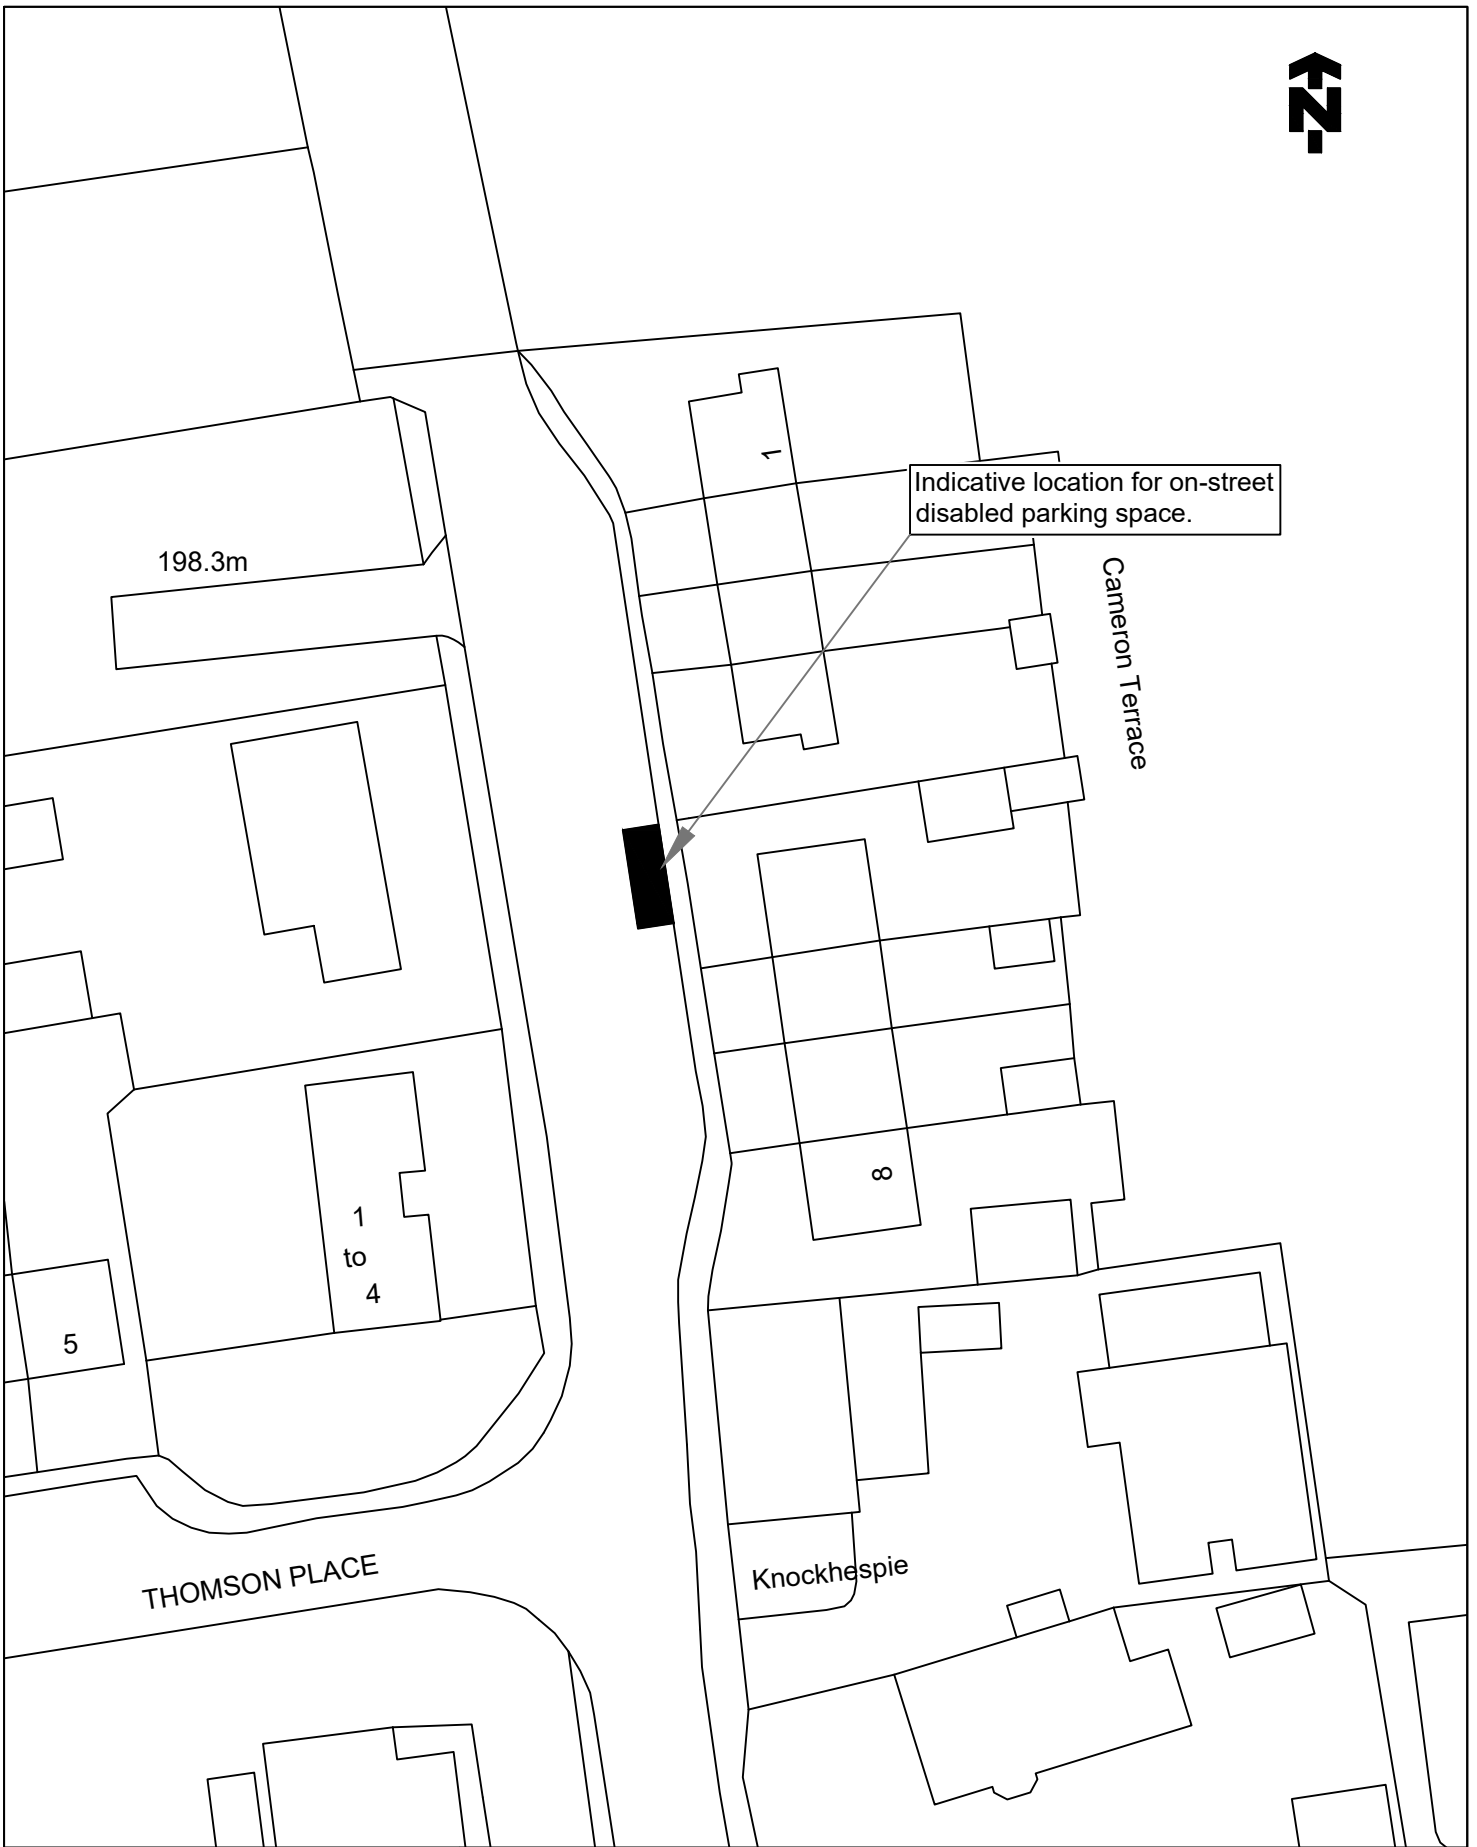 N
1
Indicative location for on-street
disabled parking space.
198.3m
Cameron Terrace
8
1
to
4
5
THOMSON PLACE
Knockhespie